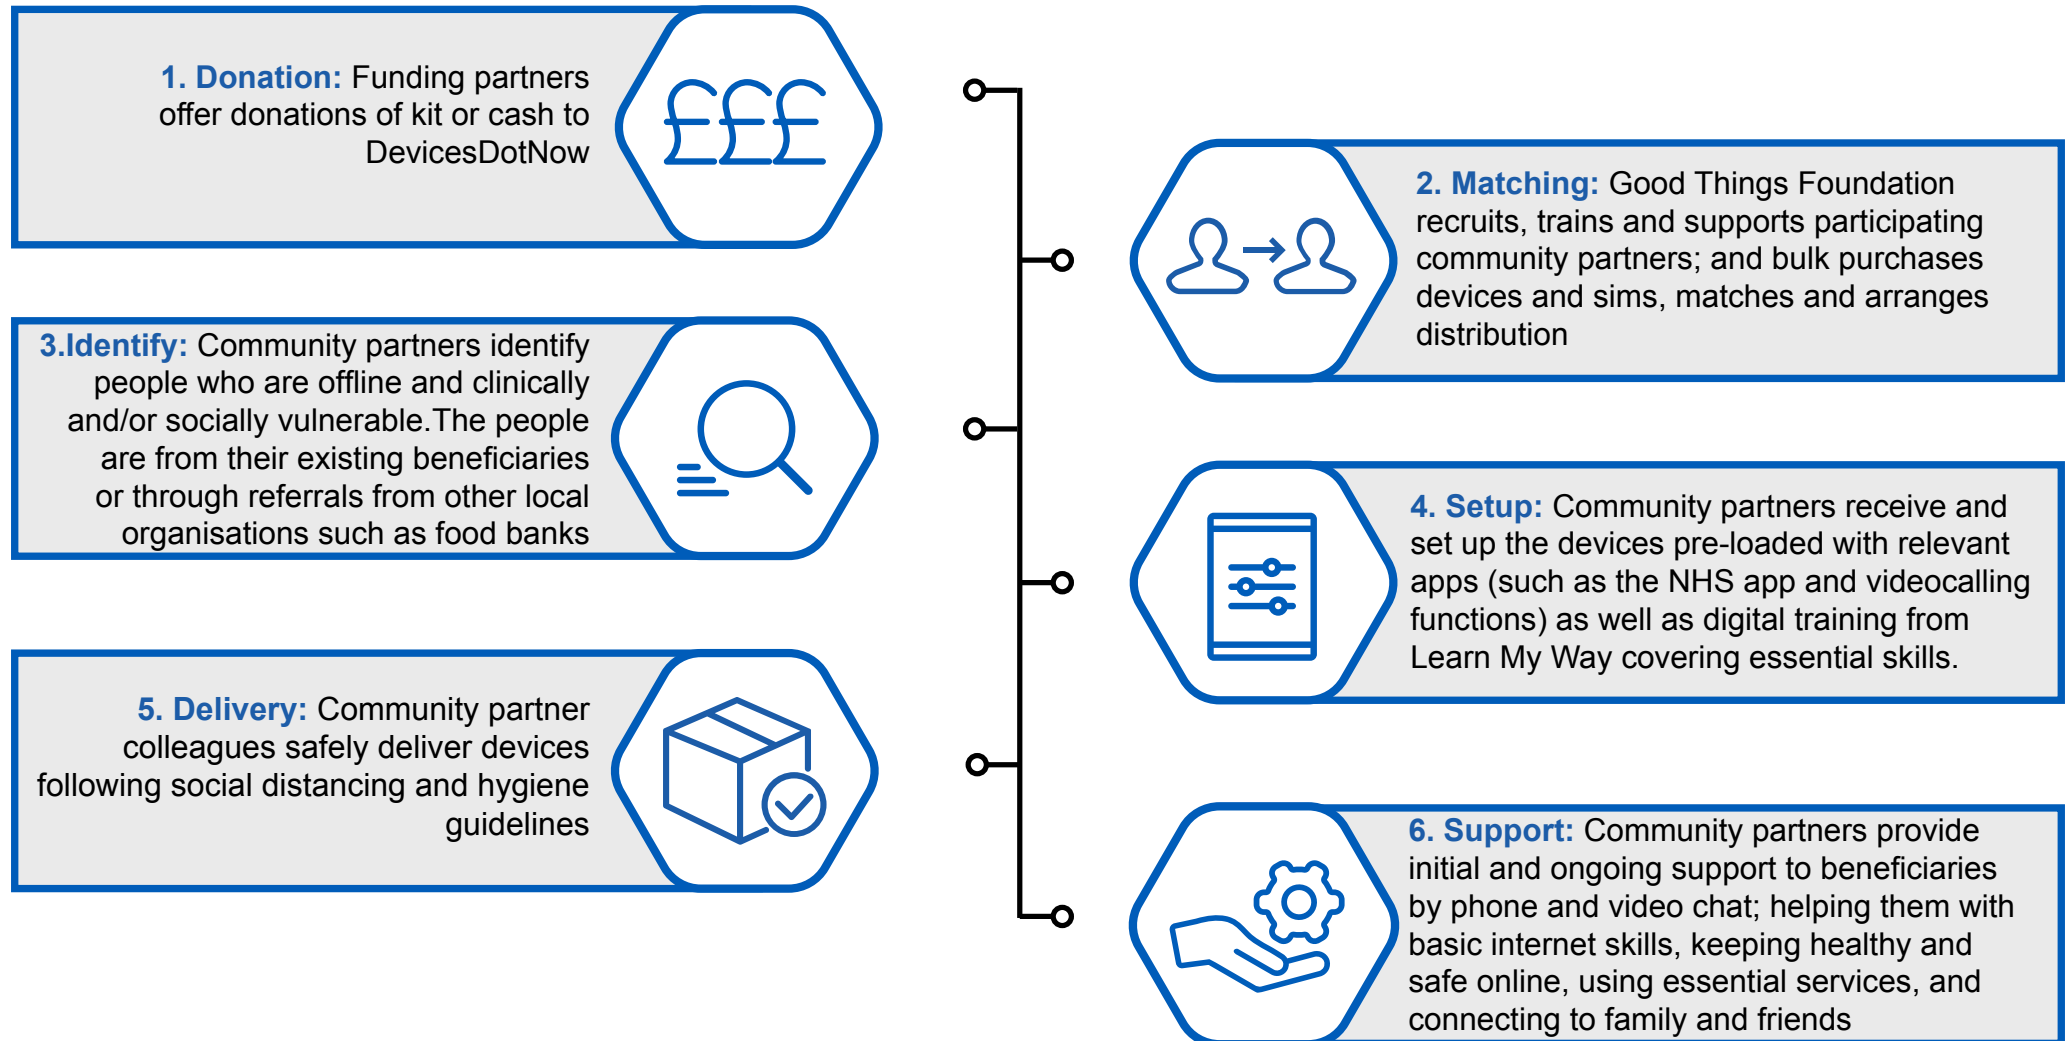 1. Donation: Funding partners
offer donations of kit or cash to
DevicesDotNow
£££
2. Matching: Good Things Foundation
recruits, trains and supports participating
community partners; and bulk purchases
devices and sims, matches and arranges
distribution
3.Identify: Community partners identify
people who are offline and clinically
and/or socially vulnerable.The people
are from their existing beneficiaries
or through referrals from other local
organisations such as food banks
4. Setup: Community partners receive and
set up the devices pre-loaded with relevant
apps (such as the NHS app and videocalling
functions) as well as digital training from
Learn My Way covering essential skills.
5. Delivery: Community partner
colleagues safely deliver devices
following social distancing and hygiene
guidelines
6. Support: Community partners provide
initial and ongoing support to beneficiaries
by phone and video chat; helping them with
basic internet skills, keeping healthy and
safe online, using essential services, and
connecting to family and friends